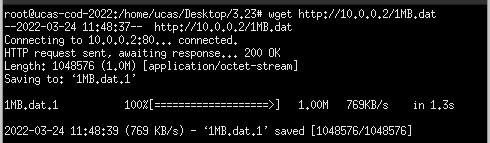 root@ucas-cod-2022:/home/ucas/Desktop/3.23# wget http://10.0.0.2/1MB.dat
--2022-03-24 11:48:37--  http://10.0.0.2/1MB.dat
Connecting to 10.0.0.2:80... connected.
HTTP request sent, awaiting response... 200 OK
Length: 1048576 (1.0M) [application/octet-stream]
Saving to: ‘1MB.dat.1’
1MB.dat.1           100%[===================>]   1.00M   769KB/s    in 1.3s
2022-03-24 11:48:39 (769 KB/s) - ‘1MB.dat.1’ saved [1048576/1048576]